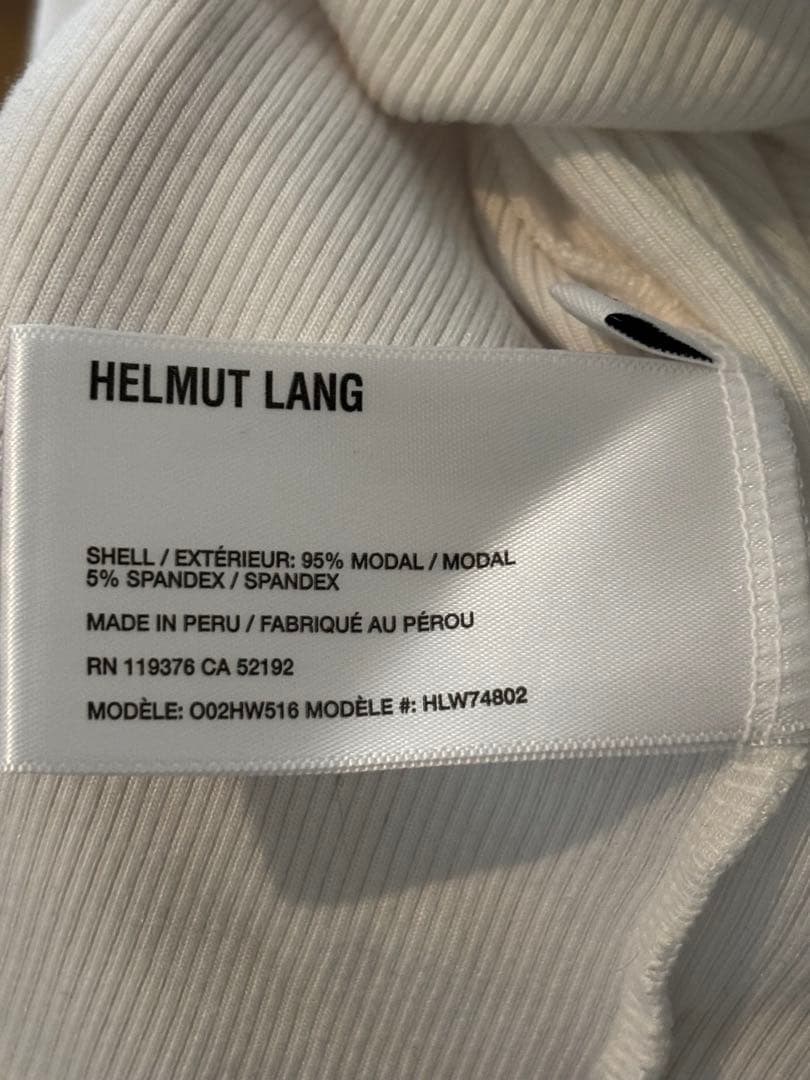 HELMUT LANG
SHELL / EXTÉRIEUR: 95% MODAL / MODAL
5% SPANDEX / SPANDEX
MADE IN PERU / FABRIQUÉ AU PÉROU
RN 119376 CA 52192
MODÈLE: O02HW516 MODÈLE #: HLW74802